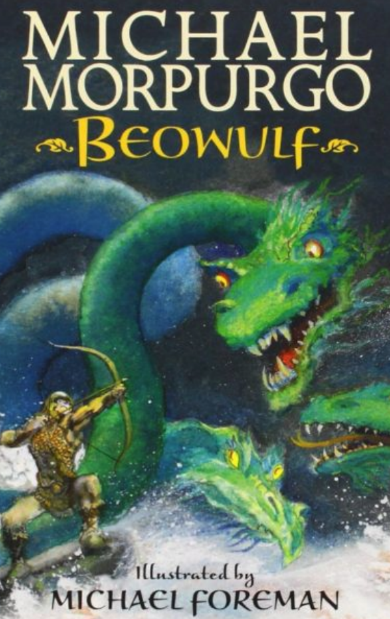 MICHAEL
MORPURGO
BEOWULF
Illustrated by
MICHAEL FOREMAN